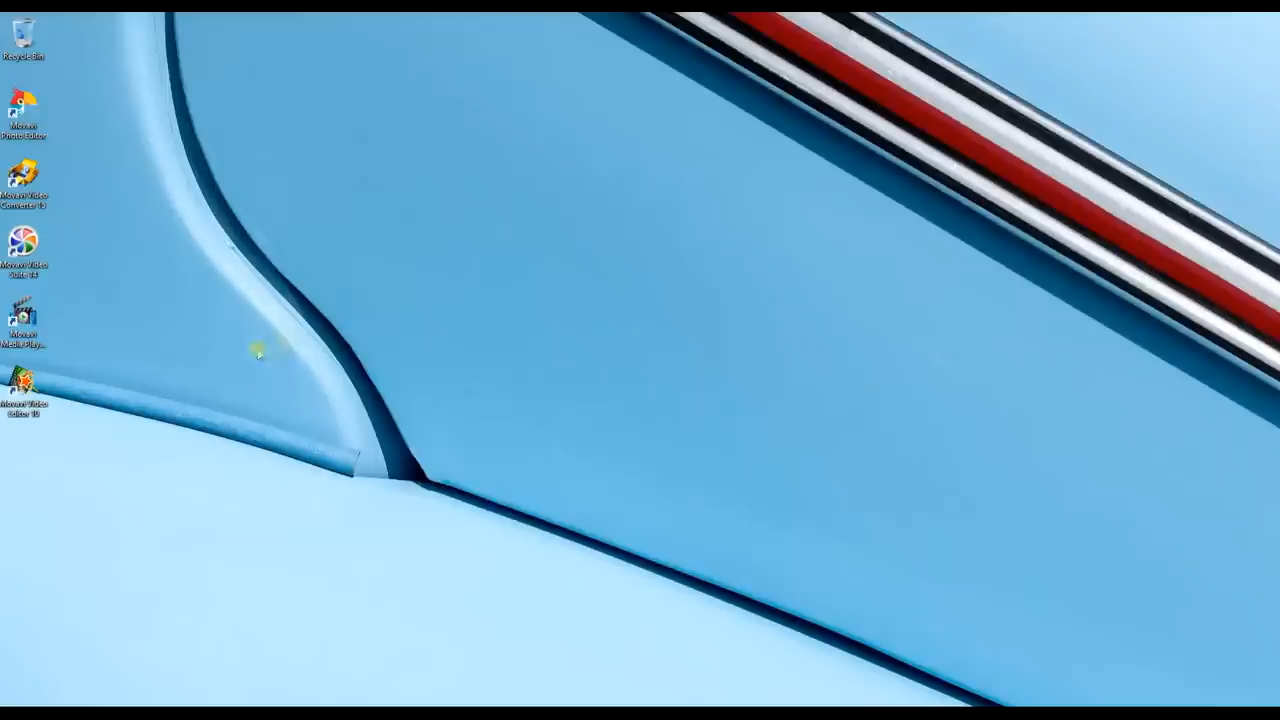 Recycle Bin
Movavi
Photo Editor
Movavi Video
Converter 15
Movavi Video
Suite 14
Movavi
Media Play...
Movavi Video
Editor 10